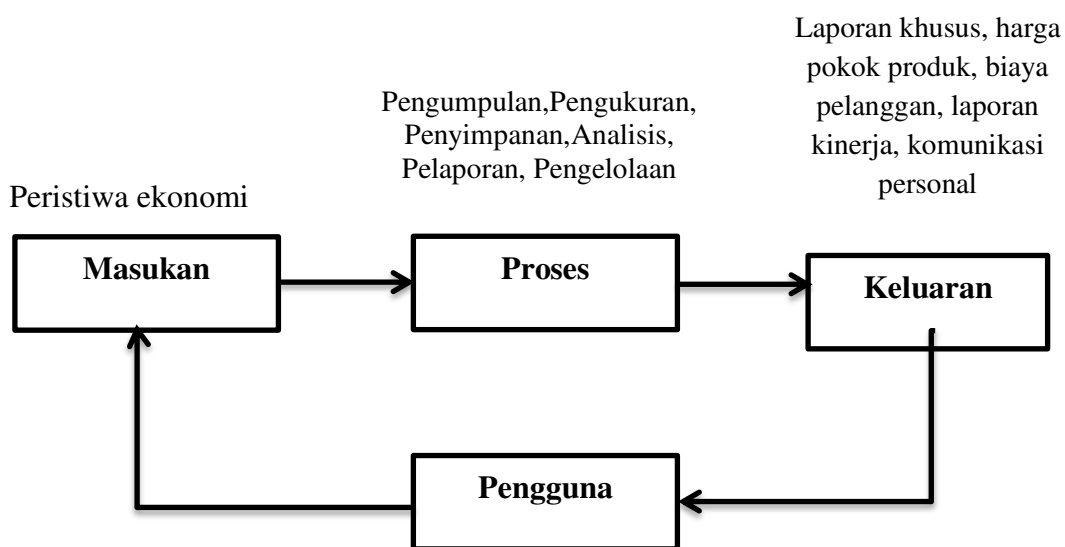 Peristiwa ekonomi
Masukan
Pengumpulan,Pengukuran,
Penyimpanan,Analisis,
Pelaporan, Pengelolaan
Proses
Laporan khusus, harga
pokok produk, biaya
pelanggan, laporan
kinerja, komunikasi
personal
Keluaran
Pengguna